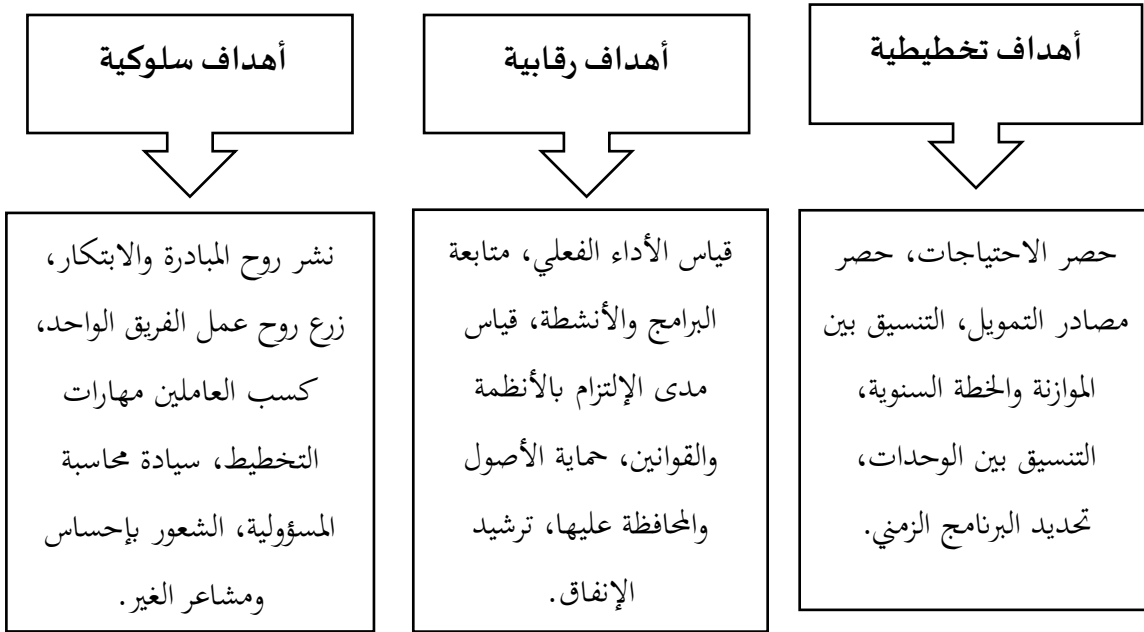 أهداف تخطيطية
أهداف رقابية
أهداف سلوكية
حصر الاحتياجات، حصر
مصادر التمويل، التنسيق بين
الموازنة والخطة السنوية،
التنسيق بين الوحدات،
تحديد البرنامج الزمني.
قياس الأداء الفعلي، متابعة
البرامج والأنشطة، قياس
مدى الإلتزام بالأنظمة
والقوانين، حماية الأصول
والمحافظة عليها، ترشيد
الإنفاق.
نشر روح المبادرة والابتكار،
زرع روح عمل الفريق الواحد،
كسب العاملين مهارات
التخطيط، سيادة محاسبة
المسؤولية، الشعور بإحساس
ومشاعر الغير.